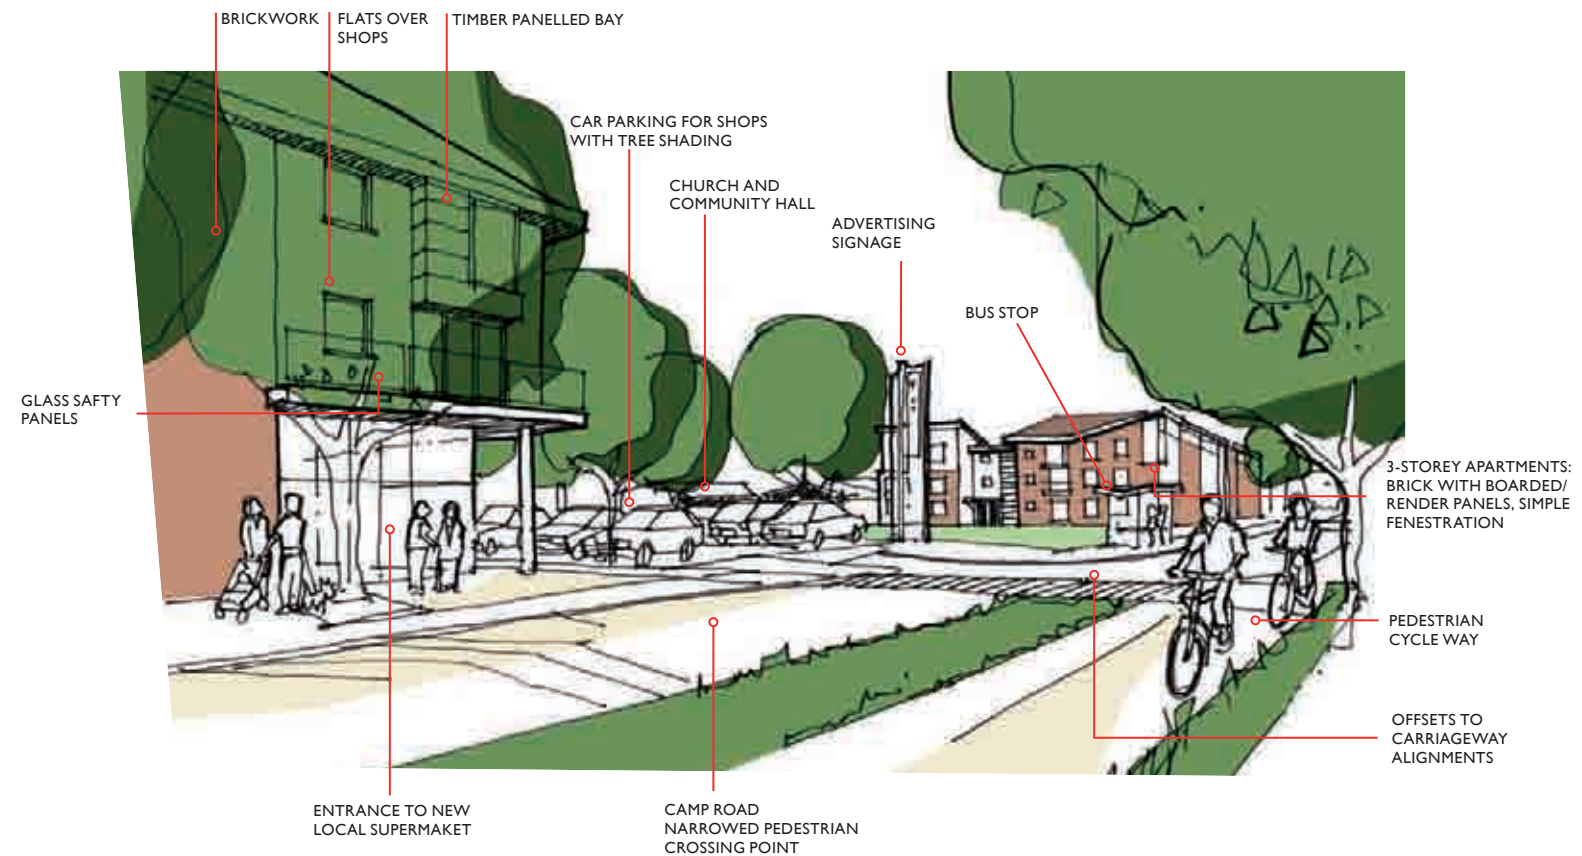 BRICKWORK
FLATS OVER
SHOPS
TIMBER PANELLED BAY
CAR PARKING FOR SHOPS
WITH TREE SHADING
CHURCH AND
COMMUNITY HALL
ADVERTISING
SIGNAGE
BUS STOP
GLASS SAFTY
PANELS
3-STOREY APARTMENTS:
BRICK WITH BOARDED/
RENDER PANELS, SIMPLE
FENESTRATION
PEDESTRIAN
CYCLE WAY
OFFSETS TO
CARRIAGEWAY
ALIGNMENTS
ENTRANCE TO NEW
LOCAL SUPERMAKET
CAMP ROAD
NARROWED PEDESTRIAN
CROSSING POINT